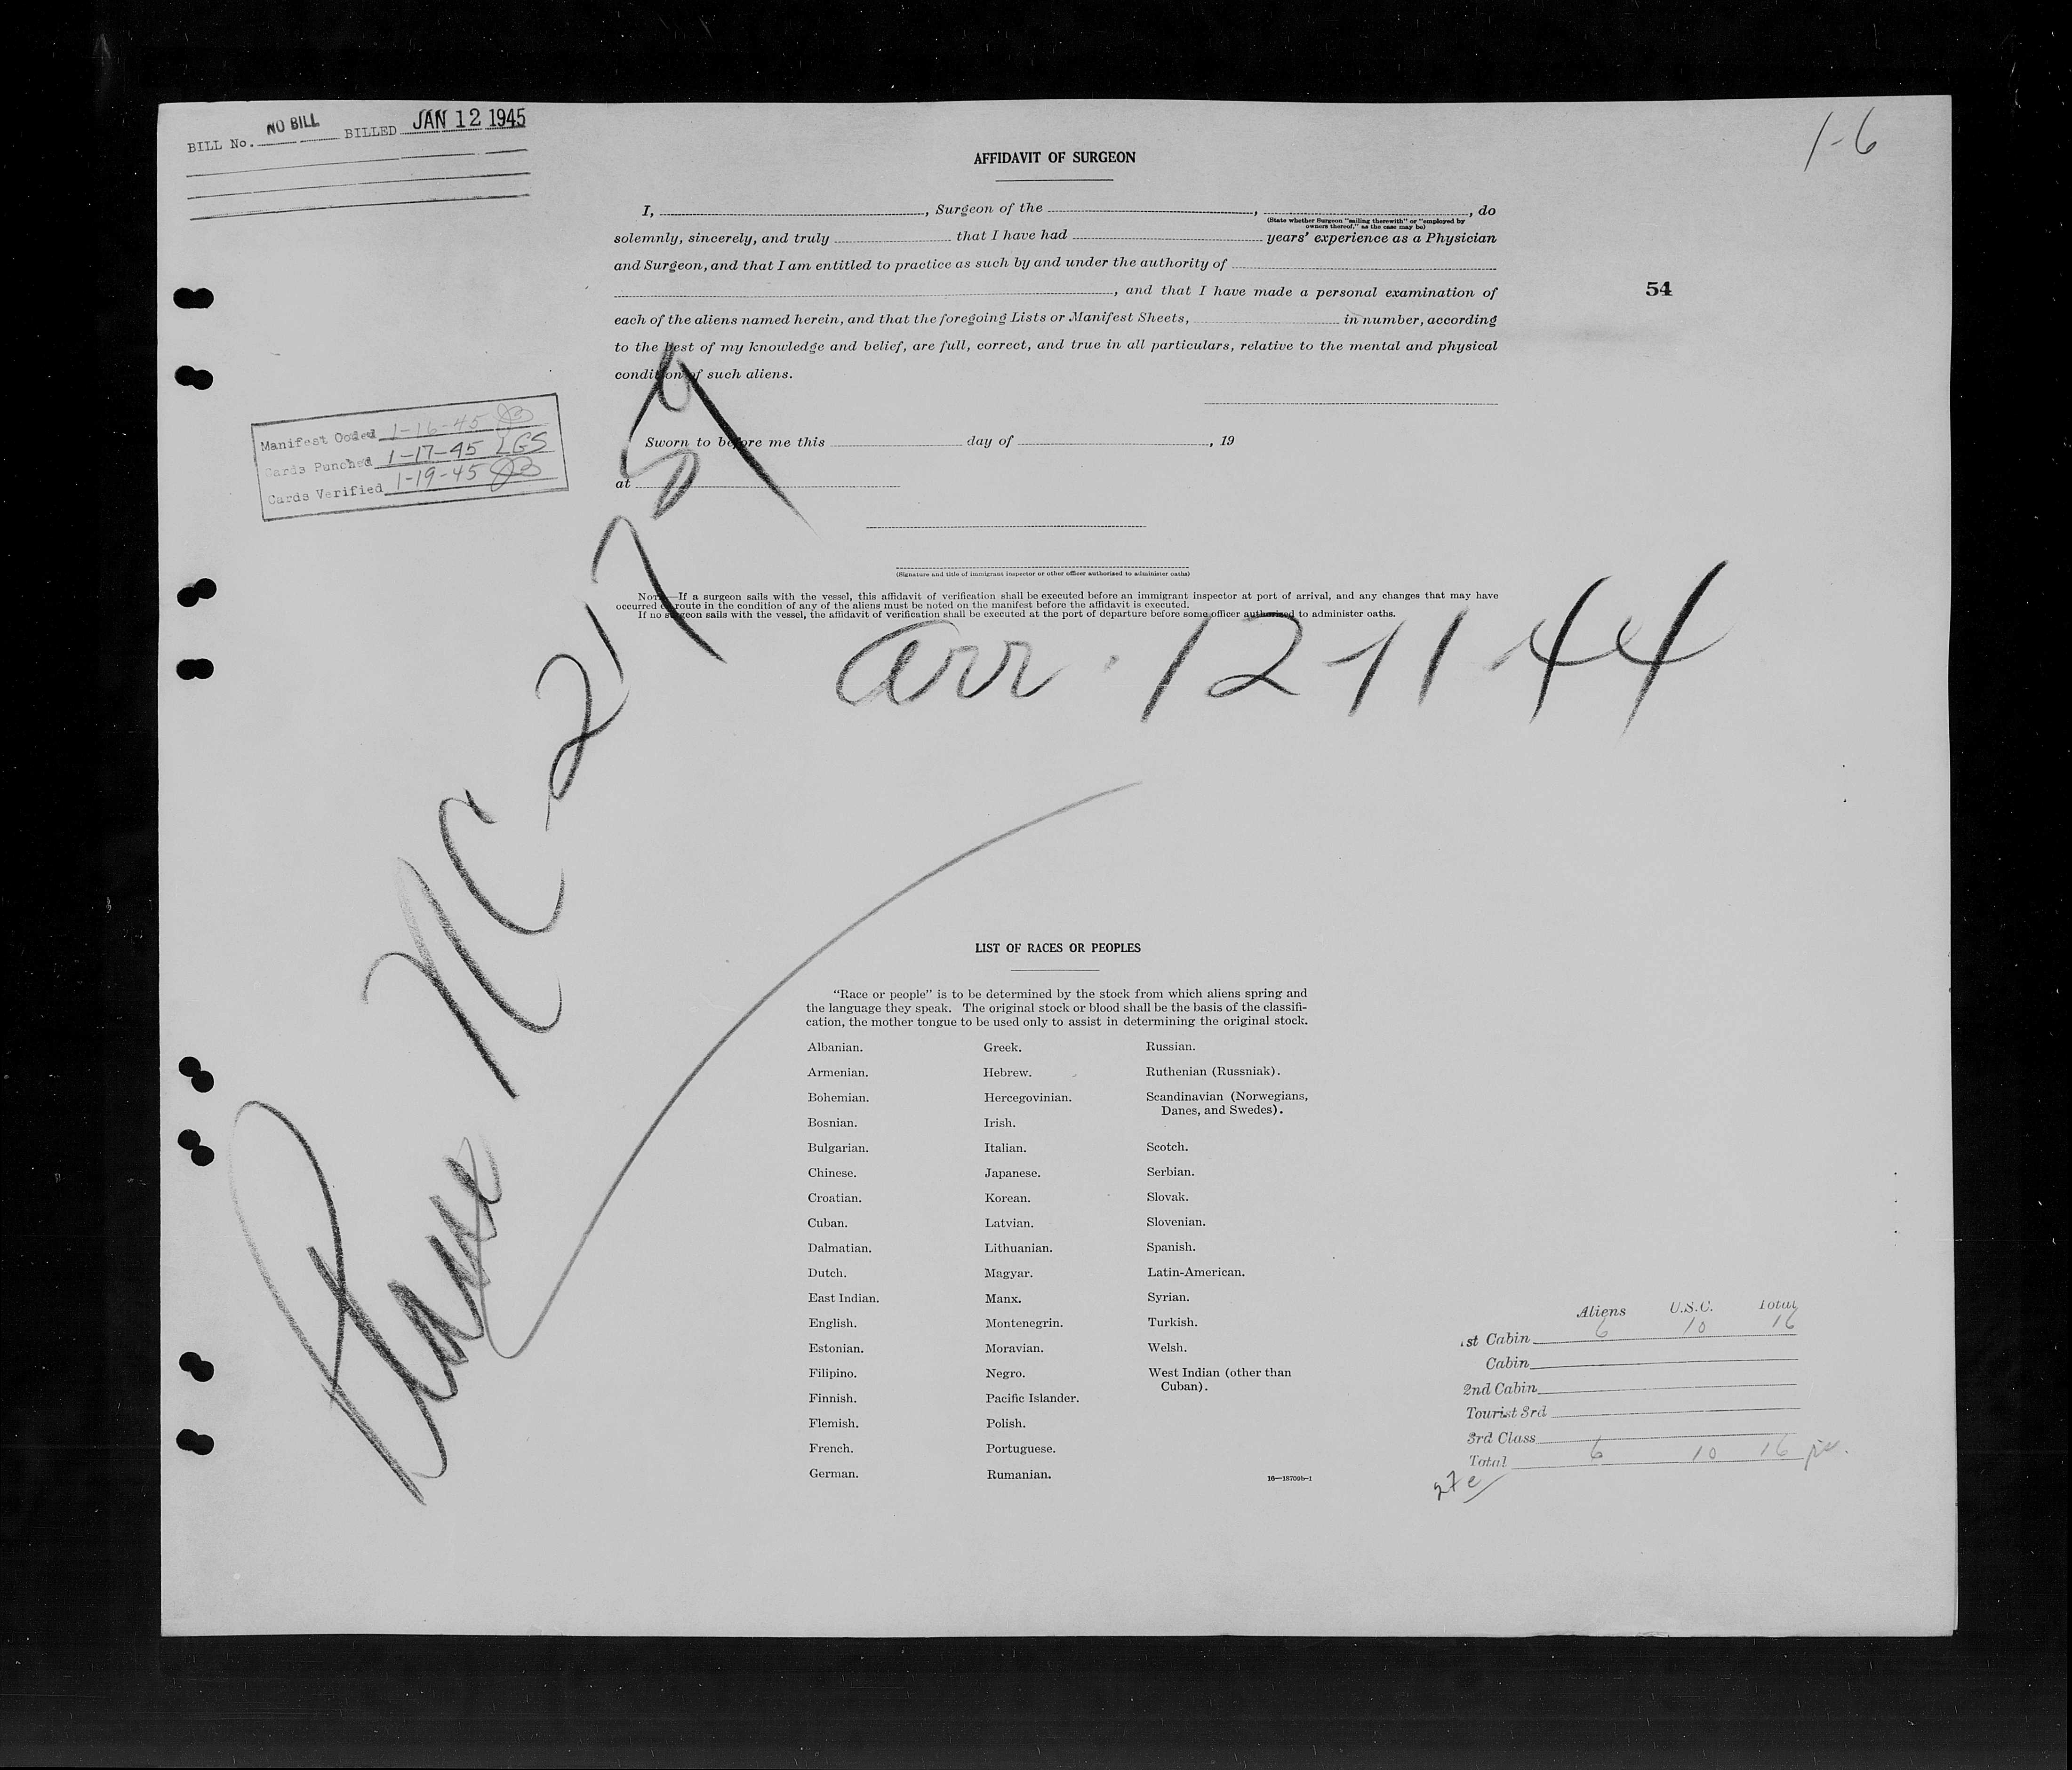 BILL No. NO BILL BILLED JAN 12 1945
1-6
AFFIDAVIT OF SURGEON
I, , Surgeon of the , , do
(State whether Surgeon "sailing therewith" or "employed by
owners thereof," as the case may be)
solemnly, sincerely, and truly that I have had years' experience as a Physician
and Surgeon, and that I am entitled to practice as such by and under the authority of
, and that I have made a personal examination of
54
each of the aliens named herein, and that the foregoing Lists or Manifest Sheets, in number, according
to the best of my knowledge and belief, are full, correct, and true in all particulars, relative to the mental and physical
condition of such aliens.
Manifest Coded 1-16-45
Cards Punched 1-17-45 LGS
Cards Verified 1-19-45
Sworn to before me this day of , 19
at
(Signature and title of immigrant inspector or other officer authorized to administer oaths)
NOTE.—If a surgeon sails with the vessel, this affidavit of verification shall be executed before an immigrant inspector at port of arrival, and any changes that may have
occurred en route in the condition of any of the aliens must be noted on the manifest before the affidavit is executed.
If no surgeon sails with the vessel, the affidavit of verification shall be executed at the port of departure before some officer authorized to administer oaths.
arr. 12-11-44
Plane NC-21759
LIST OF RACES OR PEOPLES
"Race or people" is to be determined by the stock from which aliens spring and
the language they speak. The original stock or blood shall be the basis of the classifi-
cation, the mother tongue to be used only to assist in determining the original stock.
Albanian.
Armenian.
Bohemian.
Bosnian.
Bulgarian.
Chinese.
Croatian.
Cuban.
Dalmatian.
Dutch.
East Indian.
English.
Estonian.
Filipino.
Finnish.
Flemish.
French.
German.
Greek.
Hebrew.
Hercegovinian.
Irish.
Italian.
Japanese.
Korean.
Latvian.
Lithuanian.
Magyar.
Manx.
Montenegrin.
Moravian.
Negro.
Pacific Islander.
Polish.
Portuguese.
Rumanian.
Russian.
Ruthenian (Russniak).
Scandinavian (Norwegians,
Danes, and Swedes).
Scotch.
Serbian.
Slovak.
Slovenian.
Spanish.
Latin-American.
Syrian.
Turkish.
Welsh.
West Indian (other than
Cuban).
16—18709b-1
Aliens U.S.C. Total
1st Cabin 6 10 16
Cabin
2nd Cabin
Tourist 3rd
3rd Class
Total 6 10 16
27 e